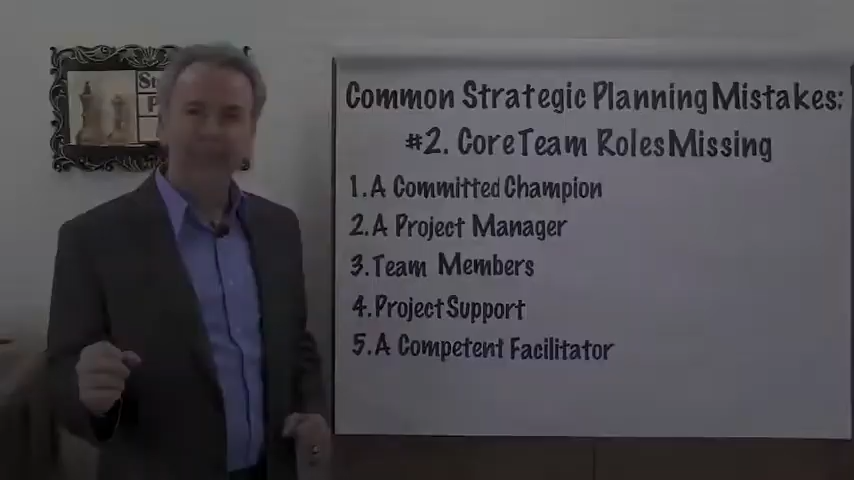 Common Strategic Planning Mistakes:
#2. Core Team Roles Missing
1. A Committed Champion
2. A Project Manager
3. Team Members
4. Project Support
5. A Competent Facilitator